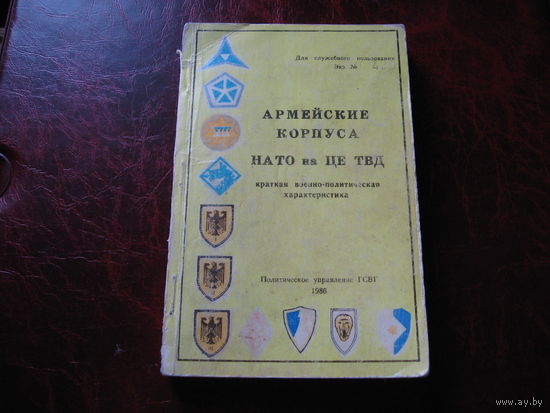 Для служебного пользования
Экз №
АРМЕЙСКИЕ
КОРПУСА
НАТО на ЦЕ ТВД
краткая военно-политическая
характеристика
Политическое управление ГСВГ
1986
www.ay.by